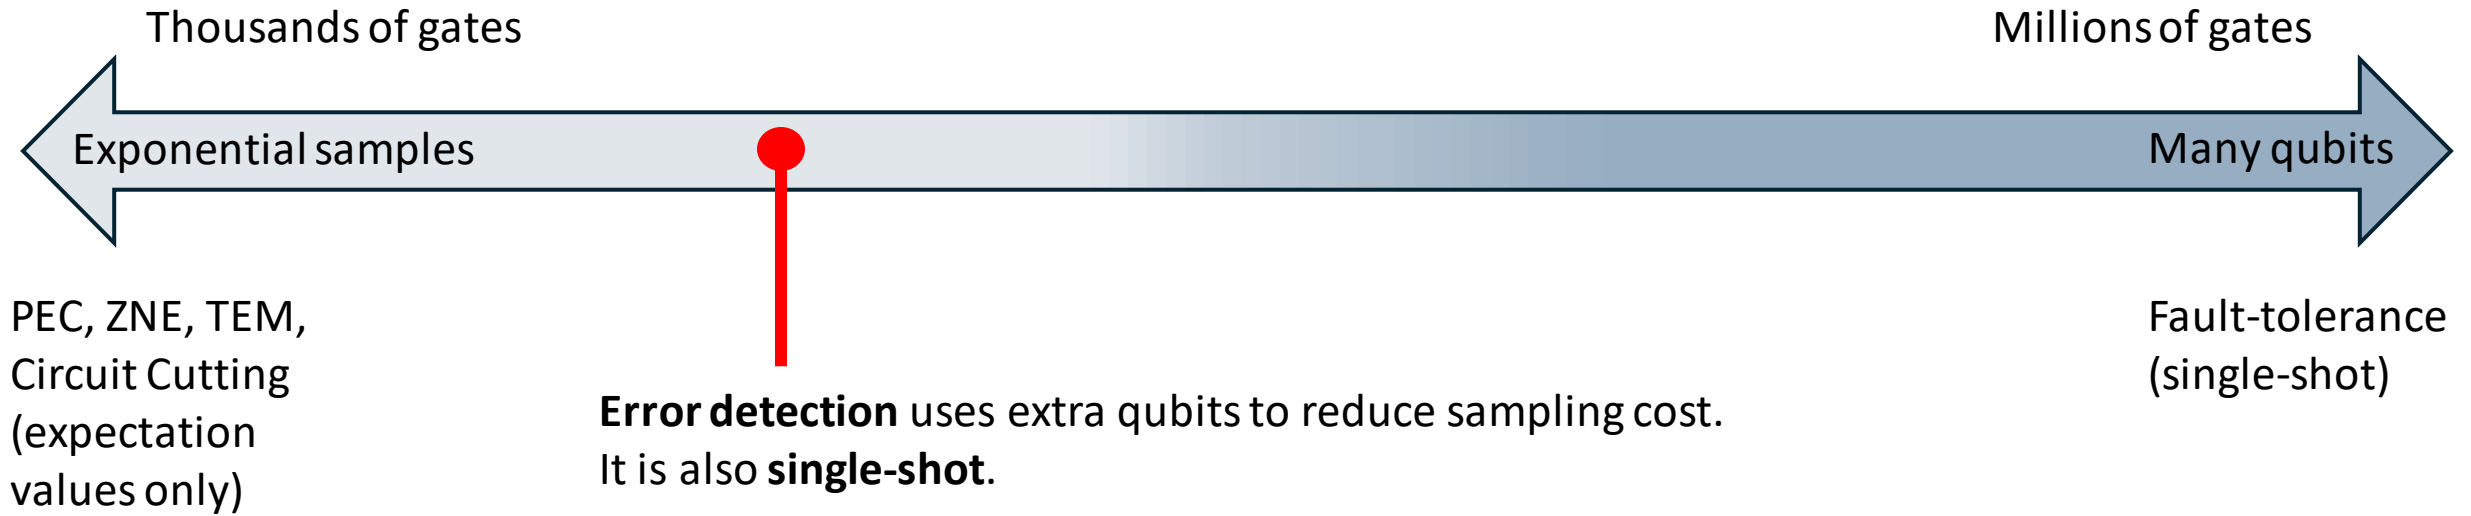 Thousands of gates
Millions of gates
Exponential samples
Many qubits
PEC, ZNE, TEM,
Circuit Cutting
(expectation
values only)
Error detection uses extra qubits to reduce sampling cost.
It is also single-shot.
Fault-tolerance
(single-shot)